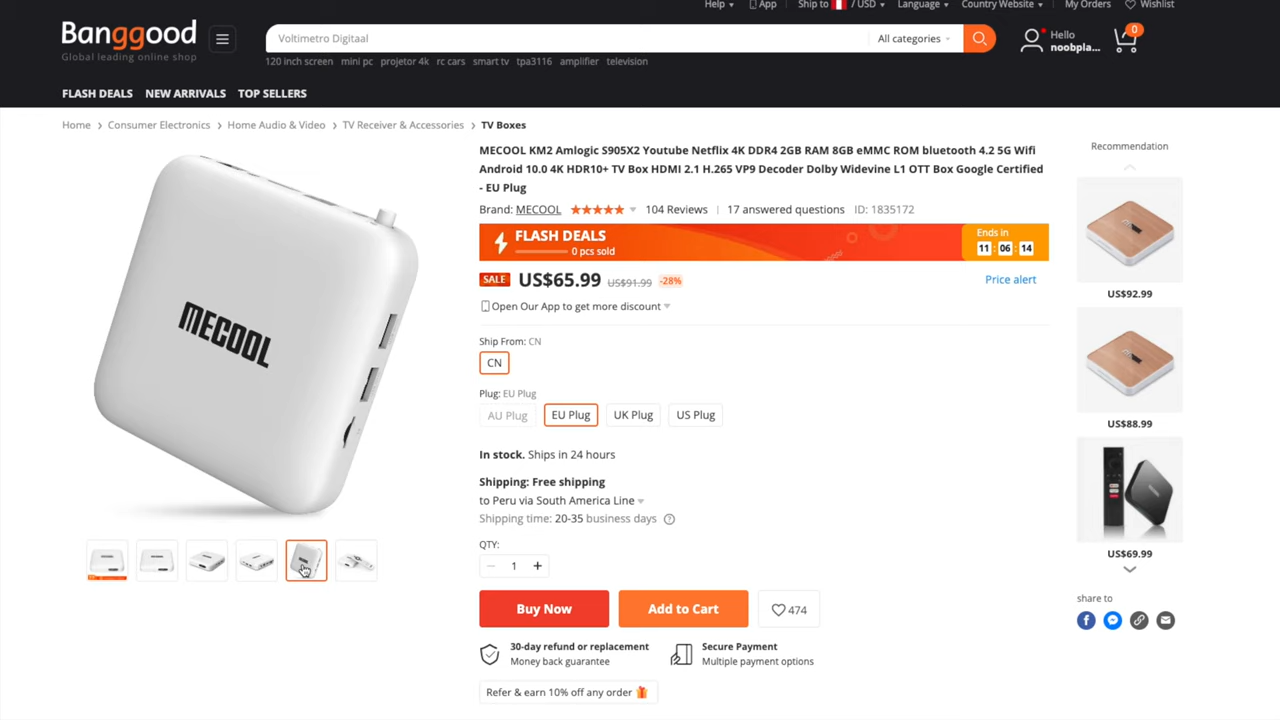 Help
App
Ship to / USD
Language
Country Website
My Orders
Wishlist
Banggood
Global leading online shop
Voltimetro Digitaal
All categories
Hello
noobpla...
0
120 inch screen mini pc projetor 4k rc cars smart tv tpa3116 amplifier television
FLASH DEALS NEW ARRIVALS TOP SELLERS
Home > Consumer Electronics > Home Audio & Video > TV Receiver & Accessories > TV Boxes
MECOOL
MECOOL KM2 Amlogic S905X2 Youtube Netflix 4K DDR4 2GB RAM 8GB eMMC ROM bluetooth 4.2 5G Wifi
Android 10.0 4K HDR10+ TV Box HDMI 2.1 H.265 VP9 Decoder Dolby Widevine L1 OTT Box Google Certified
- EU Plug
Brand: MECOOL 104 Reviews | 17 answered questions ID: 1835172
FLASH DEALS
0 pcs sold
Ends in
11 : 06 : 14
SALE US$65.99 US$91.99 -28%
Price alert
Open Our App to get more discount
Ship From: CN
CN
Plug: EU Plug
AU Plug EU Plug UK Plug US Plug
In stock. Ships in 24 hours
Shipping: Free shipping
to Peru via South America Line
Shipping time: 20-35 business days ?
QTY:
− 1 +
Buy Now Add to Cart 474
30-day refund or replacement
Money back guarantee
Secure Payment
Multiple payment options
Refer & earn 10% off any order
Recommendation
US$92.99
US$88.99
US$69.99
share to